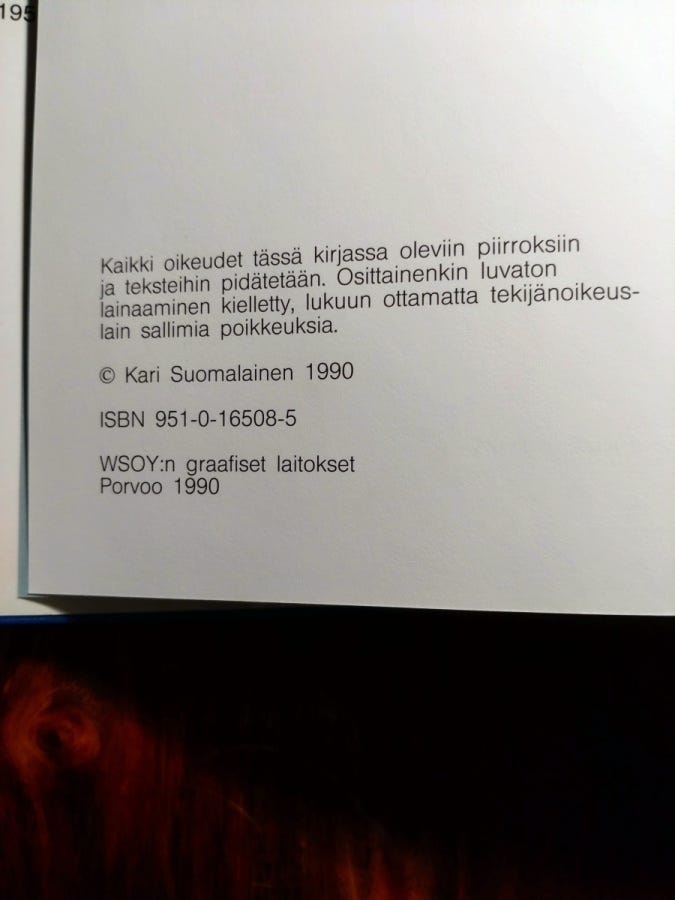 195
Kaikki oikeudet tässä kirjassa oleviin piirroksiin
ja teksteihin pidätetään. Osittainenkin luvaton
lainaaminen kielletty, lukuun ottamatta tekijänoikeus-
lain sallimia poikkeuksia.
© Kari Suomalainen 1990
ISBN 951-0-16508-5
WSOY:n graafiset laitokset
Porvoo 1990